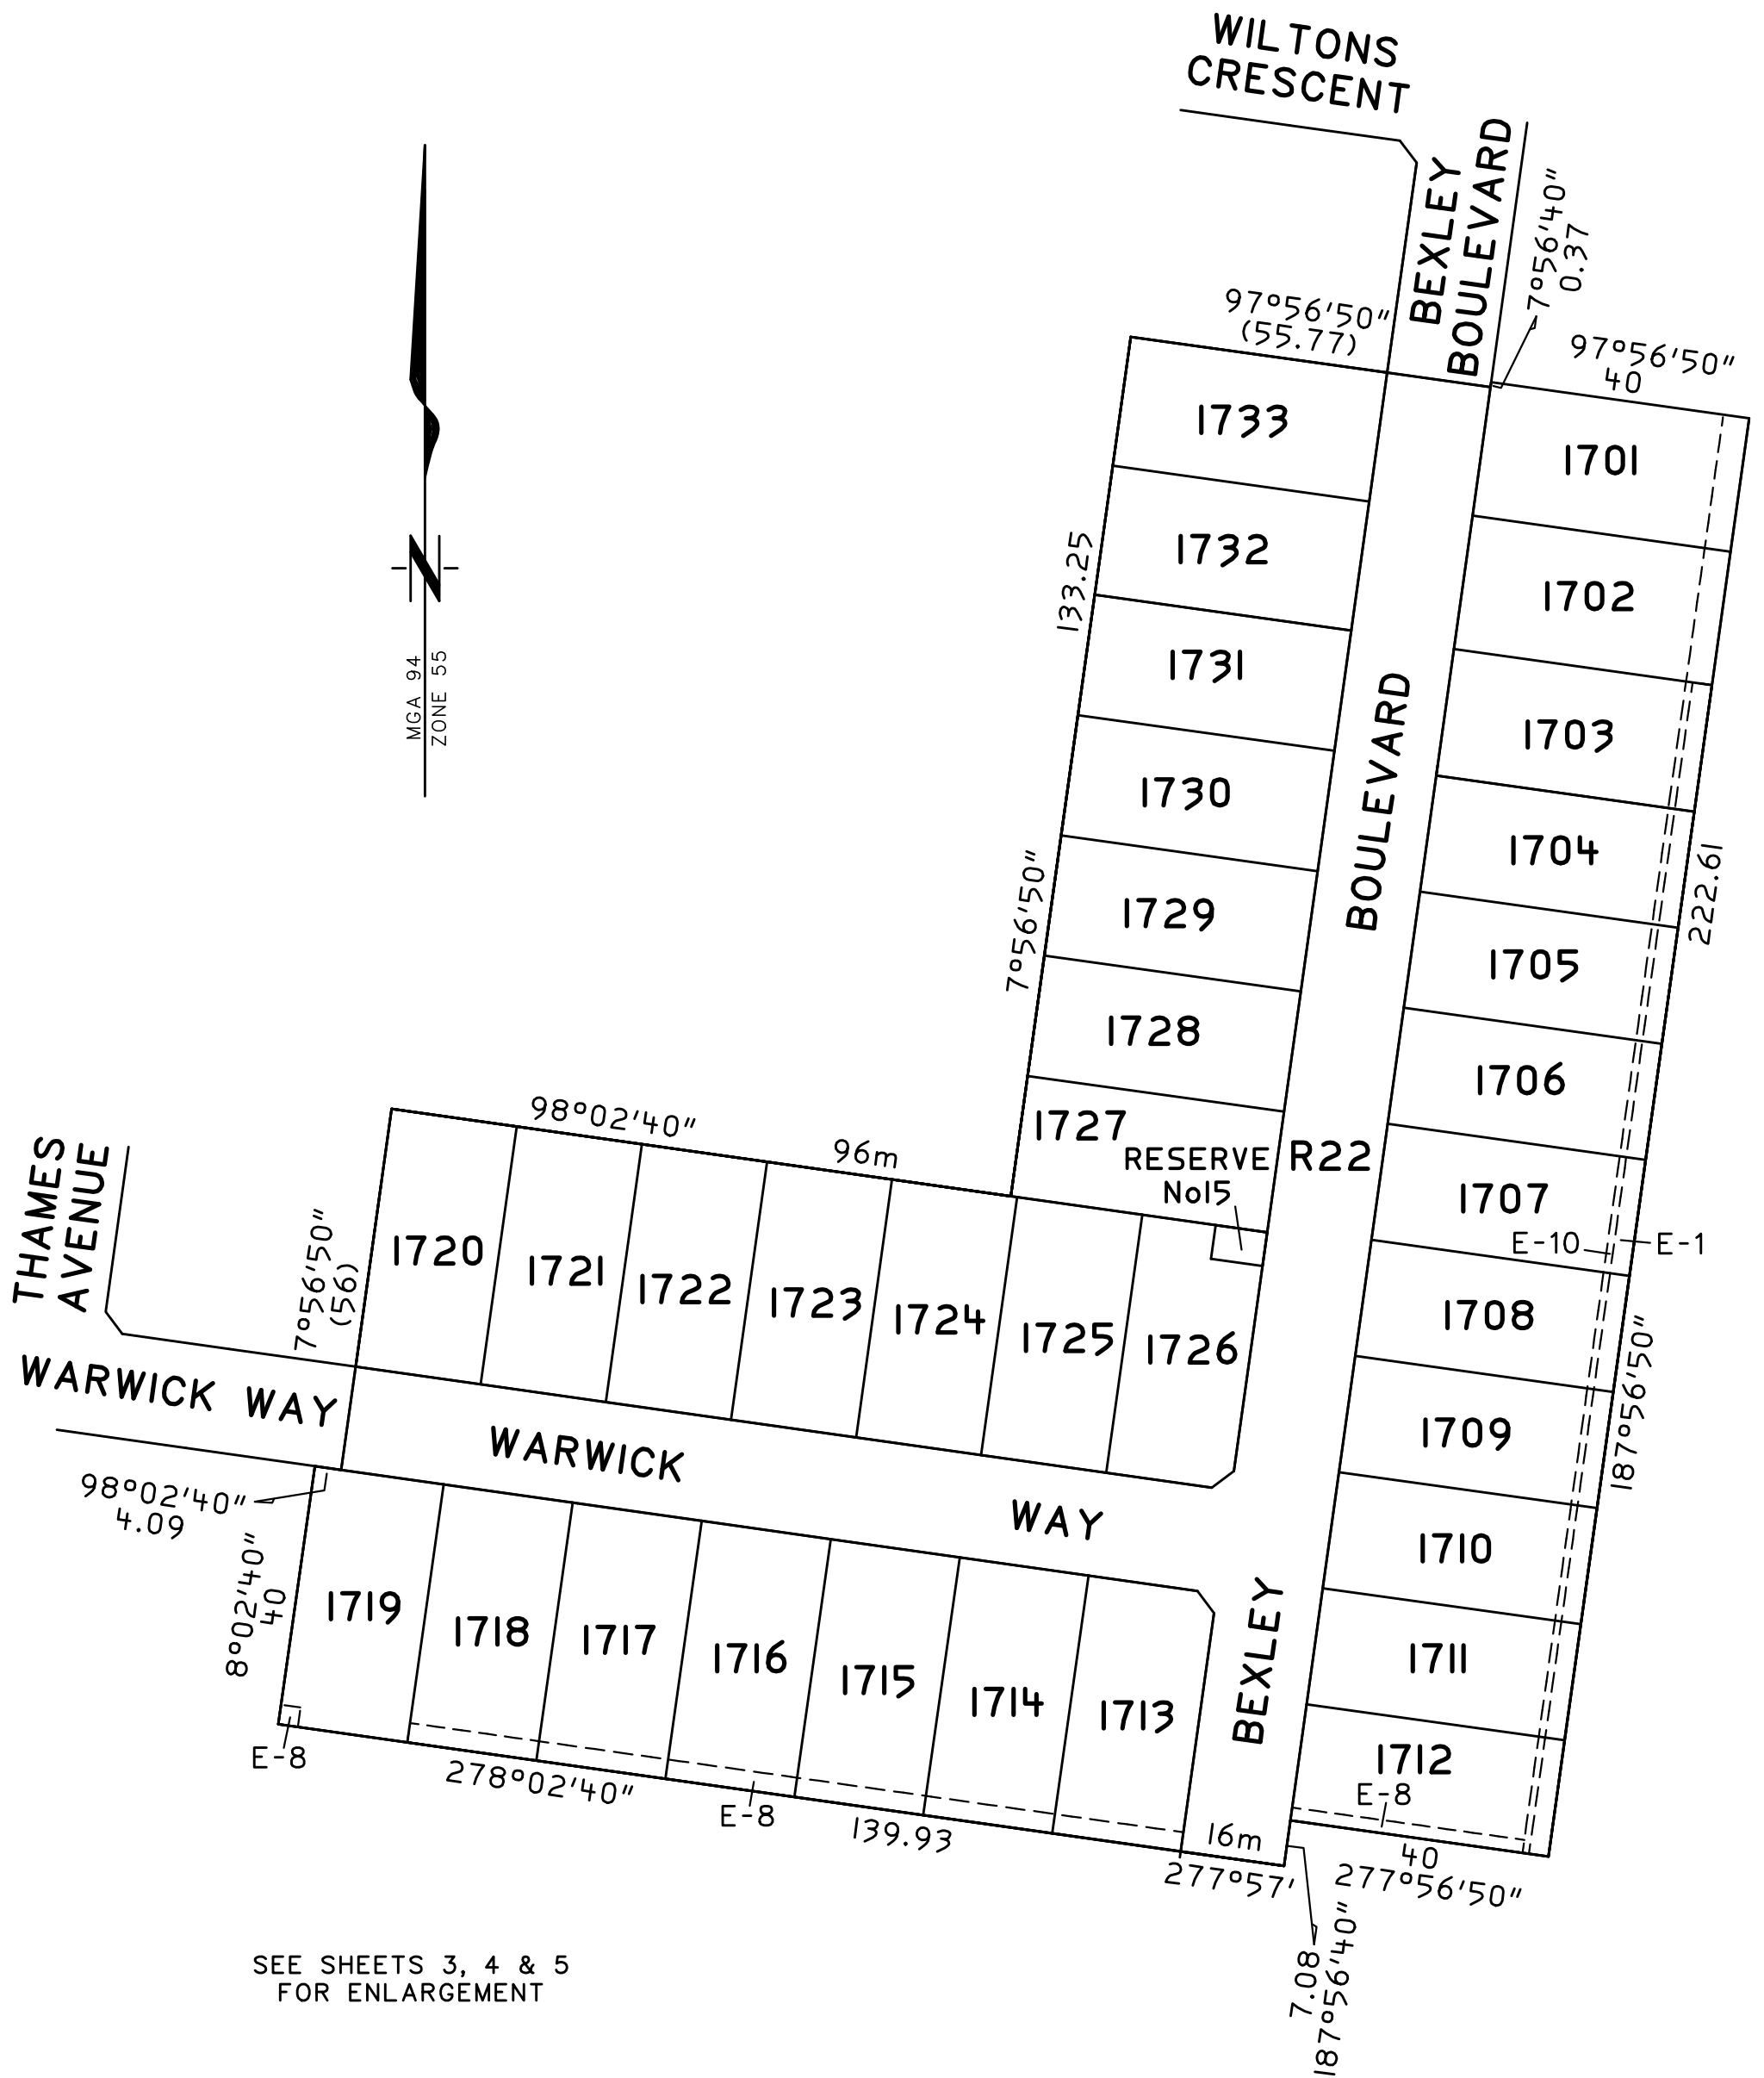 WILTONS
CRESCENT
BEXLEY
BOULEVARD
7°56'40"
0.37
97°56'50"
(55.77)
97°56'50"
40
MGA 94
ZONE 55
1733
1701
1732
1702
133.25
1731
1703
1730
1704
BOULEVARD
222.61
1729
1705
7°56'50"
1728
1706
1727
RESERVE
No15
R22
1707
E-10
E-1
98°02'40"
96m
THAMES
AVENUE
7°56'50"
(56)
1720
1721
1722
1723
1724
1725
1726
1708
187°56'50"
WARWICK WAY
WARWICK
WAY
1709
98°02'40"
4.09
1710
8°02'40"
40
1719
1718
1717
1716
1715
1714
1713
BEXLEY
1711
1712
E-8
E-8
278°02'40"
E-8
139.93
16m
277°57'
40
277°56'50"
7.08
187°56'40"
SEE SHEETS 3, 4 & 5
FOR ENLARGEMENT